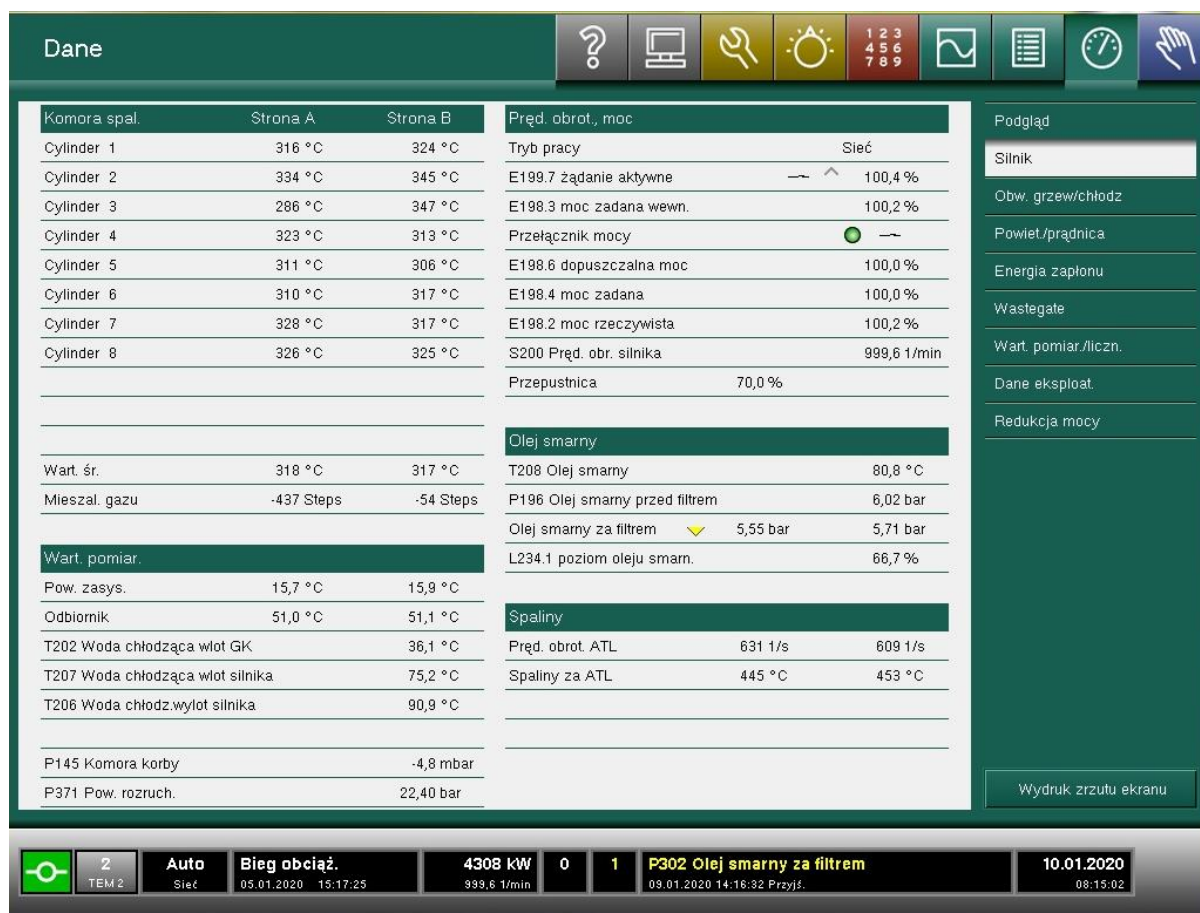 Dane
1 2 3
4 5 6
7 8 9
Komora spal. Strona A Strona B
Cylinder 1 316 °C 324 °C
Cylinder 2 334 °C 345 °C
Cylinder 3 286 °C 347 °C
Cylinder 4 323 °C 313 °C
Cylinder 5 311 °C 306 °C
Cylinder 6 310 °C 317 °C
Cylinder 7 328 °C 317 °C
Cylinder 8 326 °C 325 °C
Wart. śr. 318 °C 317 °C
Mieszal. gazu -437 Steps -54 Steps
Wart. pomiar.
Pow. zasys. 15,7 °C 15,9 °C
Odbiornik 51,0 °C 51,1 °C
T202 Woda chłodząca wlot GK 36,1 °C
T207 Woda chłodząca wlot silnika 75,2 °C
T206 Woda chłodz.wylot silnika 90,9 °C
P145 Komora korby -4,8 mbar
P371 Pow. rozruch. 22,40 bar
Pręd. obrot., moc
Tryb pracy Sieć
E199.7 żądanie aktywne 100,4 %
E198.3 moc zadana wewn. 100,2 %
Przełącznik mocy
E198.6 dopuszczalna moc 100,0 %
E198.4 moc zadana 100,0 %
E198.2 moc rzeczywista 100,2 %
S200 Pręd. obr. silnika 999,6 1/min
Przepustnica 70,0 %
Olej smarny
T208 Olej smarny 80,8 °C
P196 Olej smarny przed filtrem 6,02 bar
Olej smarny za filtrem 5,55 bar 5,71 bar
L234.1 poziom oleju smarn. 66,7 %
Spaliny
Pręd. obrot. ATL 631 1/s 609 1/s
Spaliny za ATL 445 °C 453 °C
Podgląd
Silnik
Obw. grzew/chłodz
Powiet./prądnica
Energia zapłonu
Wastegate
Wart. pomiar./liczn.
Dane eksploat.
Redukcja mocy
Wydruk zrzutu ekranu
2 Auto Bieg obciąż. 4308 kW 0 1 P302 Olej smarny za filtrem 10.01.2020
TEM 2 Sieć 05.01.2020 15:17:25 999,6 1/min 09.01.2020 14:16:32 Przyjś. 08:15:02